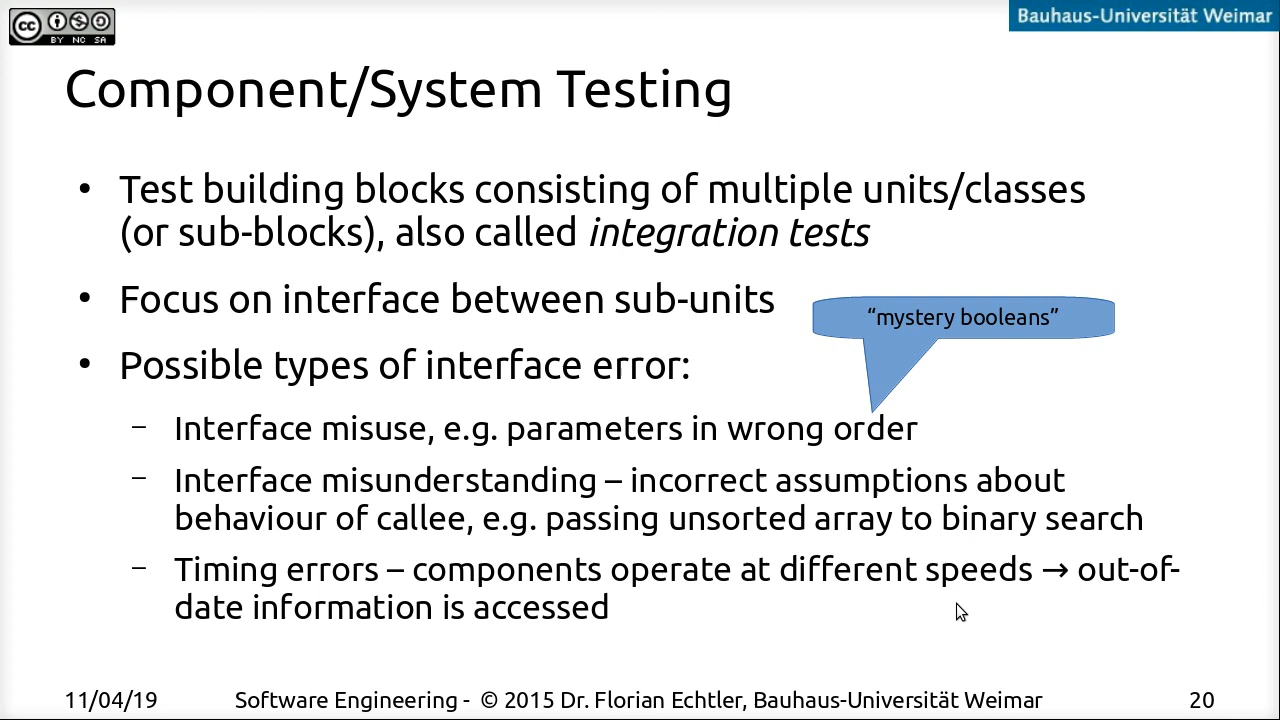 cc BY NC SA
Bauhaus-Universität Weimar
Component/System Testing
• Test building blocks consisting of multiple units/classes
(or sub-blocks), also called integration tests
• Focus on interface between sub-units
“mystery booleans”
• Possible types of interface error:
– Interface misuse, e.g. parameters in wrong order
– Interface misunderstanding – incorrect assumptions about
behaviour of callee, e.g. passing unsorted array to binary search
– Timing errors – components operate at different speeds → out-of-
date information is accessed
11/04/19 Software Engineering - © 2015 Dr. Florian Echtler, Bauhaus-Universität Weimar 20